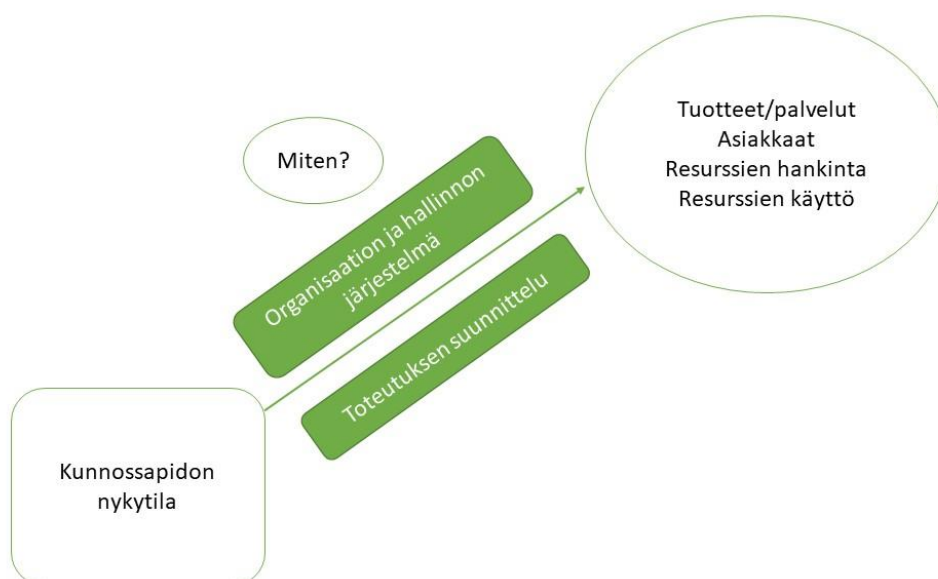 Miten?
Organisaation ja hallinnon
järjestelmä
Toteutuksen suunnittelu
Tuotteet/palvelut
Asiakkaat
Resurssien hankinta
Resurssien käyttö
Kunnossapidon
nykytila